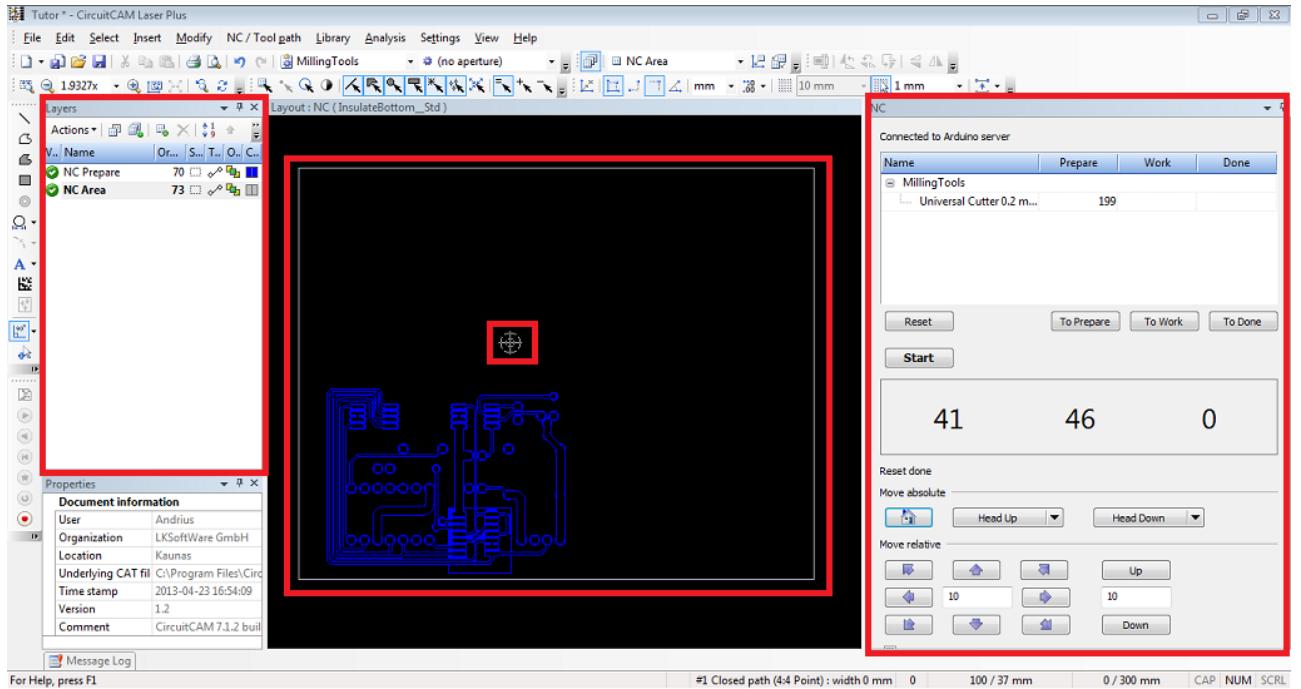 Tutor * - CircuitCAM Laser Plus
File Edit Select Insert Modify NC / Tool path Library Analysis Settings View Help
MillingTools (no aperture) NC Area
1.9327x mm 10 mm 1 mm
Layers
Actions
V.. Name Or... S... T.. O.. C..
NC Prepare 70
NC Area 73
Layout : NC ( InsulateBottom__Std )
Properties
Document information
User Andrius
Organization LKSoftWare GmbH
Location Kaunas
Underlying CAT fil C:\Program Files\Circ
Time stamp 2013-04-23 16:54:09
Version 1.2
Comment CircuitCAM 7.1.2 buil
Message Log
NC
Connected to Arduino server
Name Prepare Work Done
MillingTools
Universal Cutter 0.2 m... 199
Reset To Prepare To Work To Done
Start
41 46 0
Reset done
Move absolute
Head Up Head Down
Move relative
Up
10 10
Down
For Help, press F1 #1 Closed path (4:4 Point) : width 0 mm 0 100 / 37 mm 0 / 300 mm CAP NUM SCRL